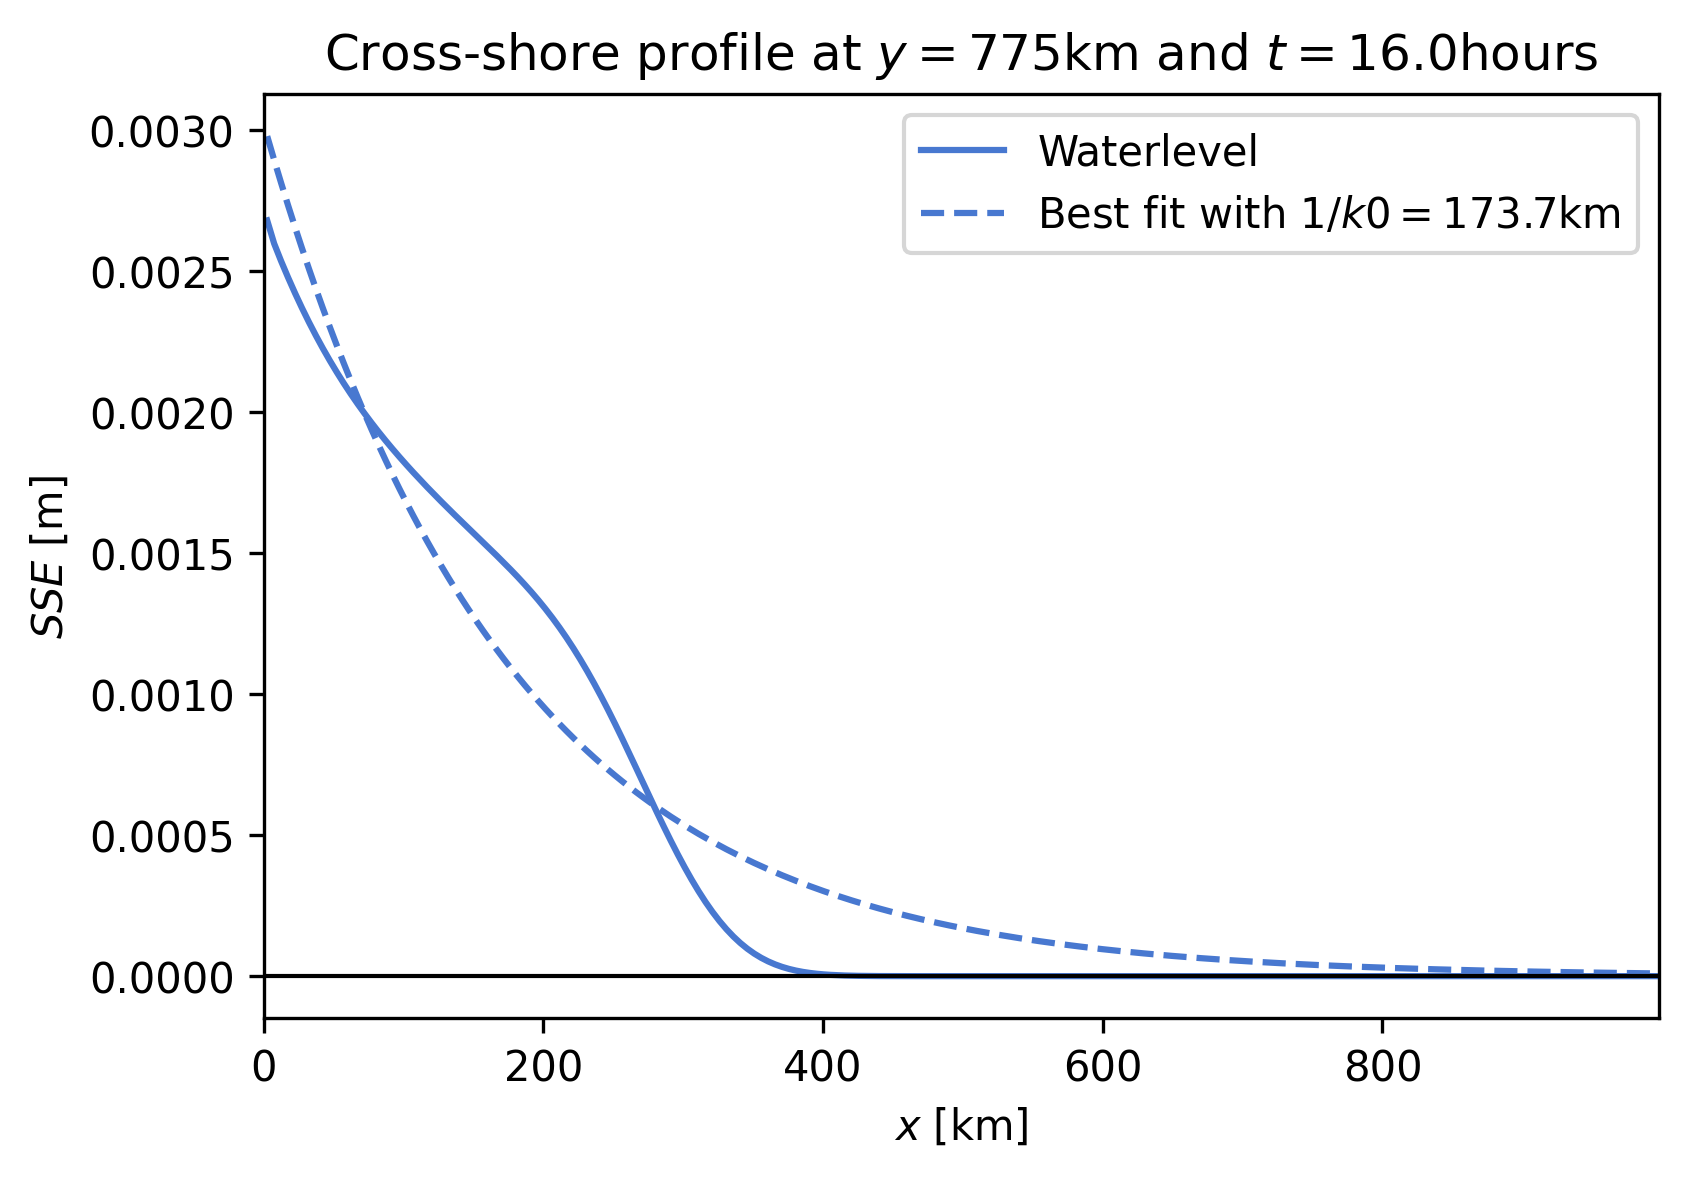 Cross-shore profile at y = 775km and t = 16.0hours
Waterlevel
Best fit with 1/k0 = 173.7km
0.0030
0.0025
0.0020
0.0015
0.0010
0.0005
0.0000
SSE [m]
0 200 400 600 800
x [km]